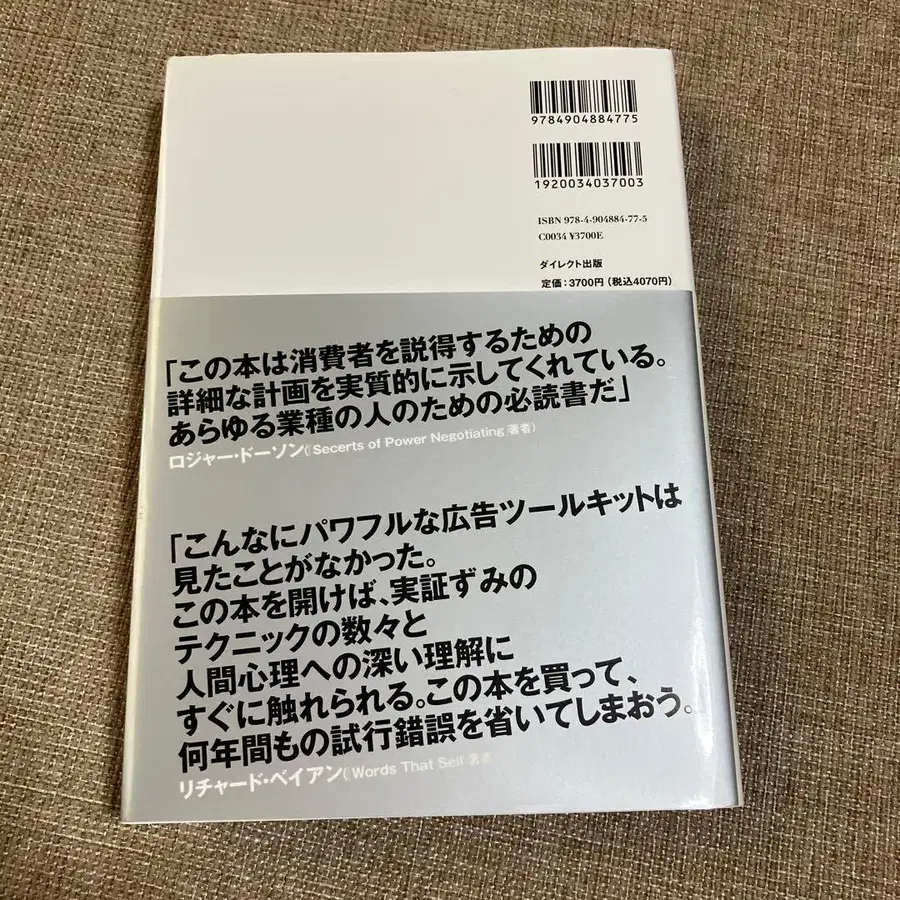 9784904884775
1920034037003
ISBN 978-4-904884-77-5
C0034 ¥3700E
ダイレクト出版
定価：3700円（税込4070円）
「この本は消費者を説得するための
詳細な計画を実質的に示してくれている。
あらゆる業種の人のための必読書だ」
ロジャー・ドーソン(「Secerts of Power Negotiating」著者)
「こんなにパワフルな広告ツールキットは
見たことがなかった。
この本を開けば、実証ずみの
テクニックの数々と
人間心理への深い理解に
すぐに触れられる。この本を買って、
何年間もの試行錯誤を省いてしまおう。
リチャード・ベイアン(「Words That Sell」著者